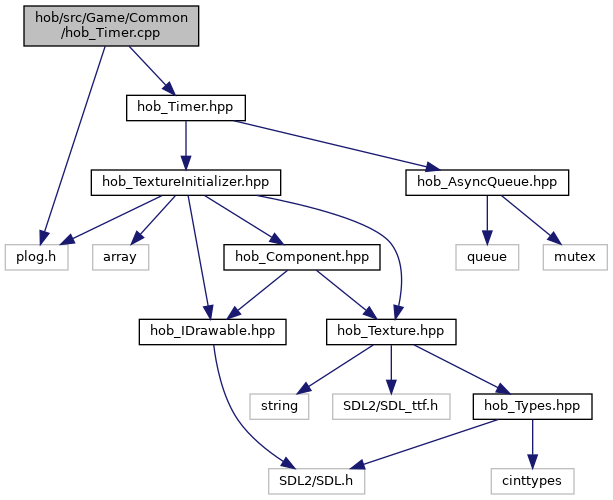 hob/src/Game/Common
/hob_Timer.cpp
hob_Timer.hpp
hob_TextureInitializer.hpp
hob_AsyncQueue.hpp
plog.h
array
hob_Component.hpp
queue
mutex
hob_IDrawable.hpp
hob_Texture.hpp
string
SDL2/SDL_ttf.h
hob_Types.hpp
SDL2/SDL.h
cinttypes